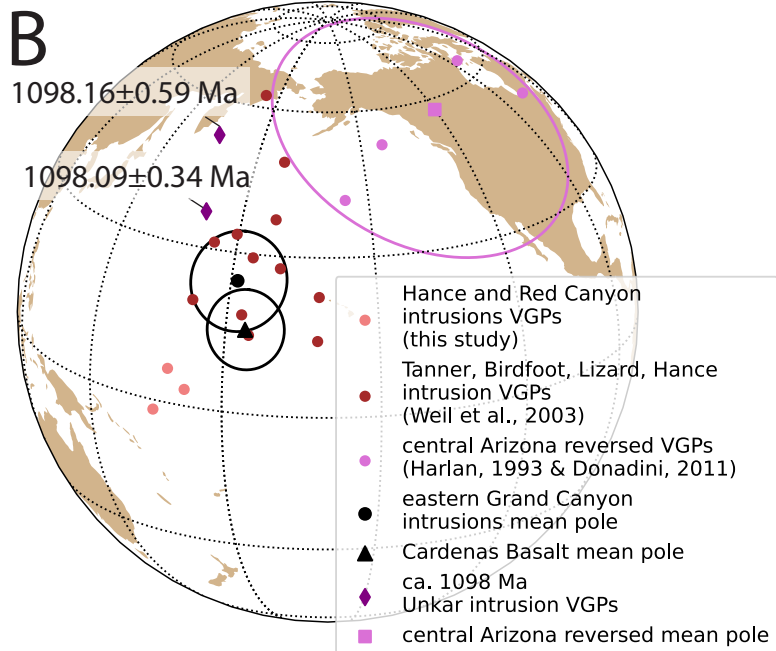 B
1098.16±0.59 Ma
1098.09±0.34 Ma
Hance and Red Canyon
intrusions VGPs
(this study)
Tanner, Birdfoot, Lizard, Hance
intrusion VGPs
(Weil et al., 2003)
central Arizona reversed VGPs
(Harlan, 1993 & Donadini, 2011)
eastern Grand Canyon
intrusions mean pole
Cardenas Basalt mean pole
ca. 1098 Ma
Unkar intrusion VGPs
central Arizona reversed mean pole